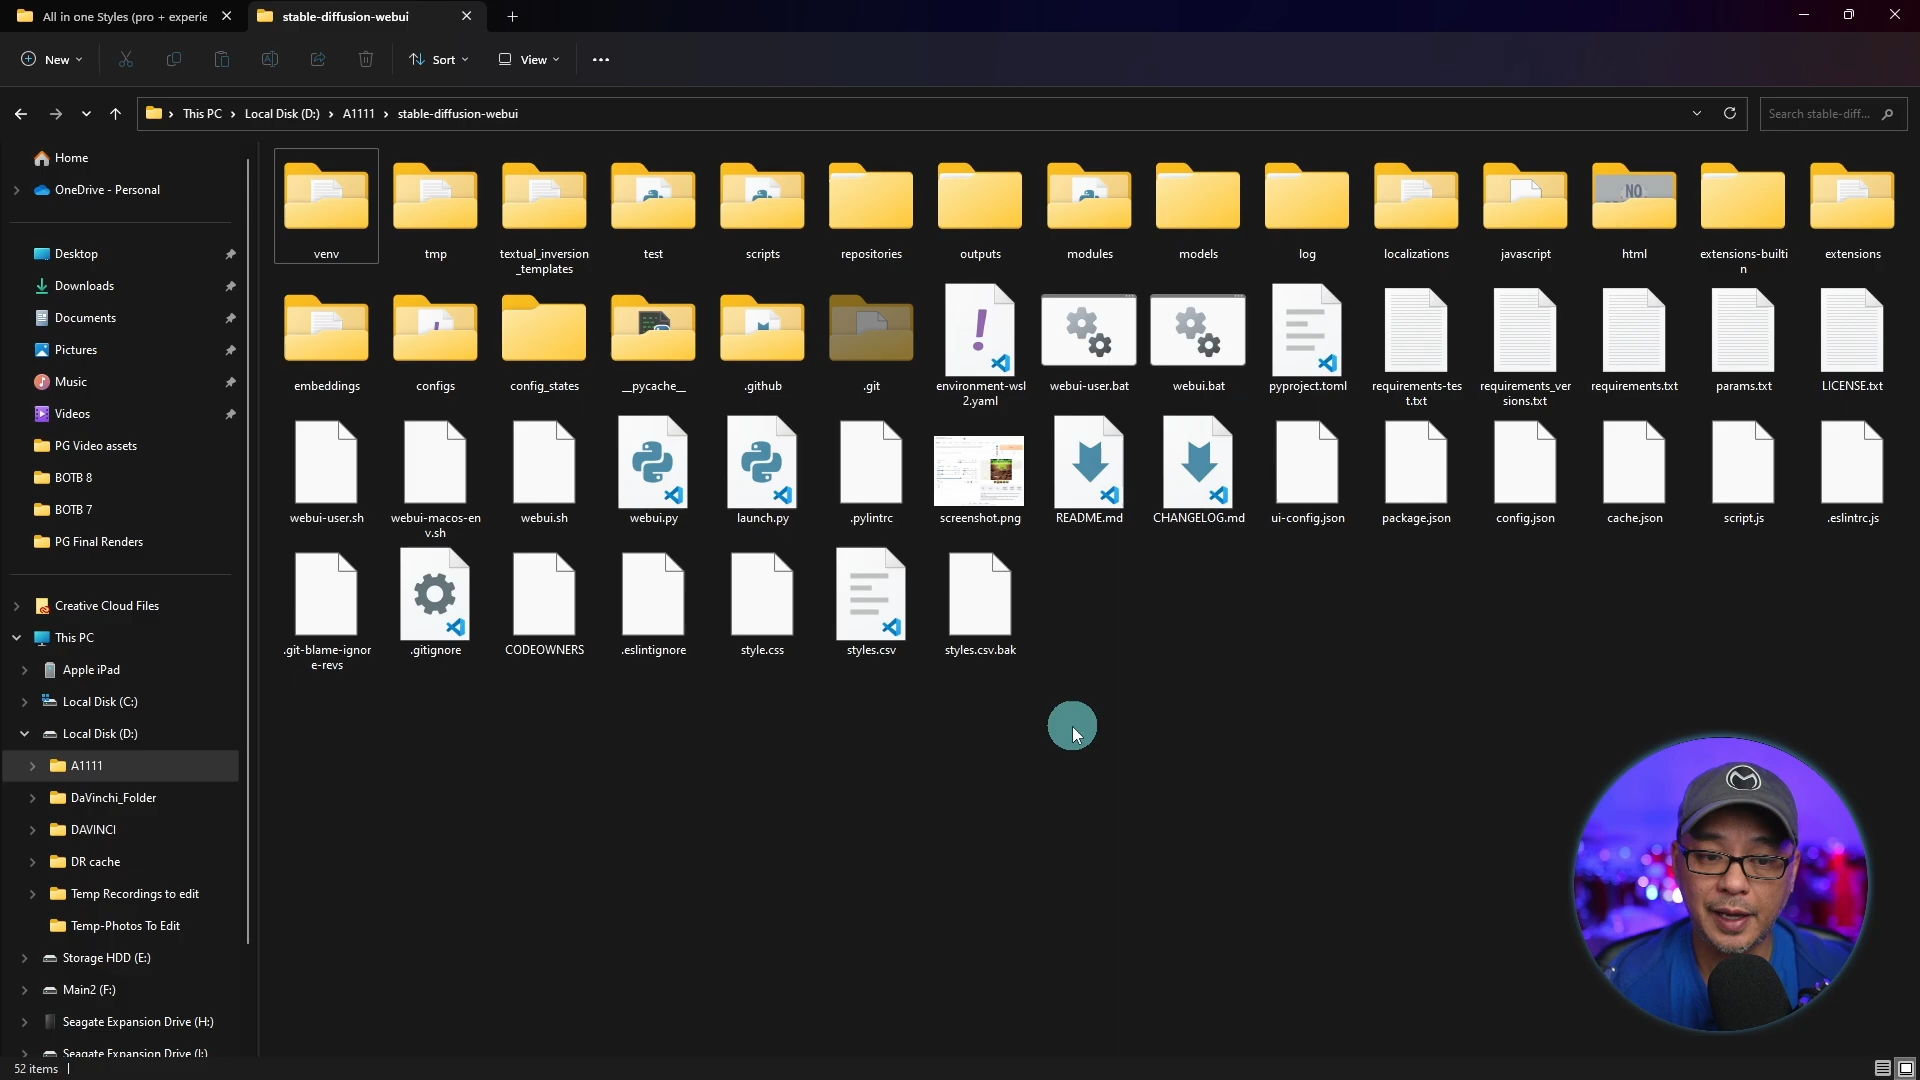 All in one Styles (pro + experie
stable-diffusion-webui
New
Sort
View
This PC
Local Disk (D:)
A1111
stable-diffusion-webui
Search stable-diff...
Home
OneDrive - Personal
Desktop
Downloads
Documents
Pictures
Music
Videos
PG Video assets
BOTB 8
BOTB 7
PG Final Renders
Creative Cloud Files
This PC
Apple iPad
Local Disk (C:)
Local Disk (D:)
A1111
DaVinchi_Folder
DAVINCI
DR cache
Temp Recordings to edit
Temp-Photos To Edit
Storage HDD (E:)
Main2 (F:)
Seagate Expansion Drive (H:)
Seagate Expansion Drive (I:)
NO
venv
tmp
textual_inversion
_templates
test
scripts
repositories
outputs
modules
models
log
localizations
javascript
html
extensions-builti
n
extensions
embeddings
configs
config_states
__pycache__
.github
.git
environment-wsl
2.yaml
webui-user.bat
webui.bat
pyproject.toml
requirements-tes
t.txt
requirements_ver
sions.txt
requirements.txt
params.txt
LICENSE.txt
webui-user.sh
webui-macos-en
v.sh
webui.sh
webui.py
launch.py
.pylintrc
screenshot.png
README.md
CHANGELOG.md
ui-config.json
package.json
config.json
cache.json
script.js
.eslintrc.js
.git-blame-ignor
e-revs
.gitignore
CODEOWNERS
.eslintignore
style.css
styles.csv
styles.csv.bak
52 items